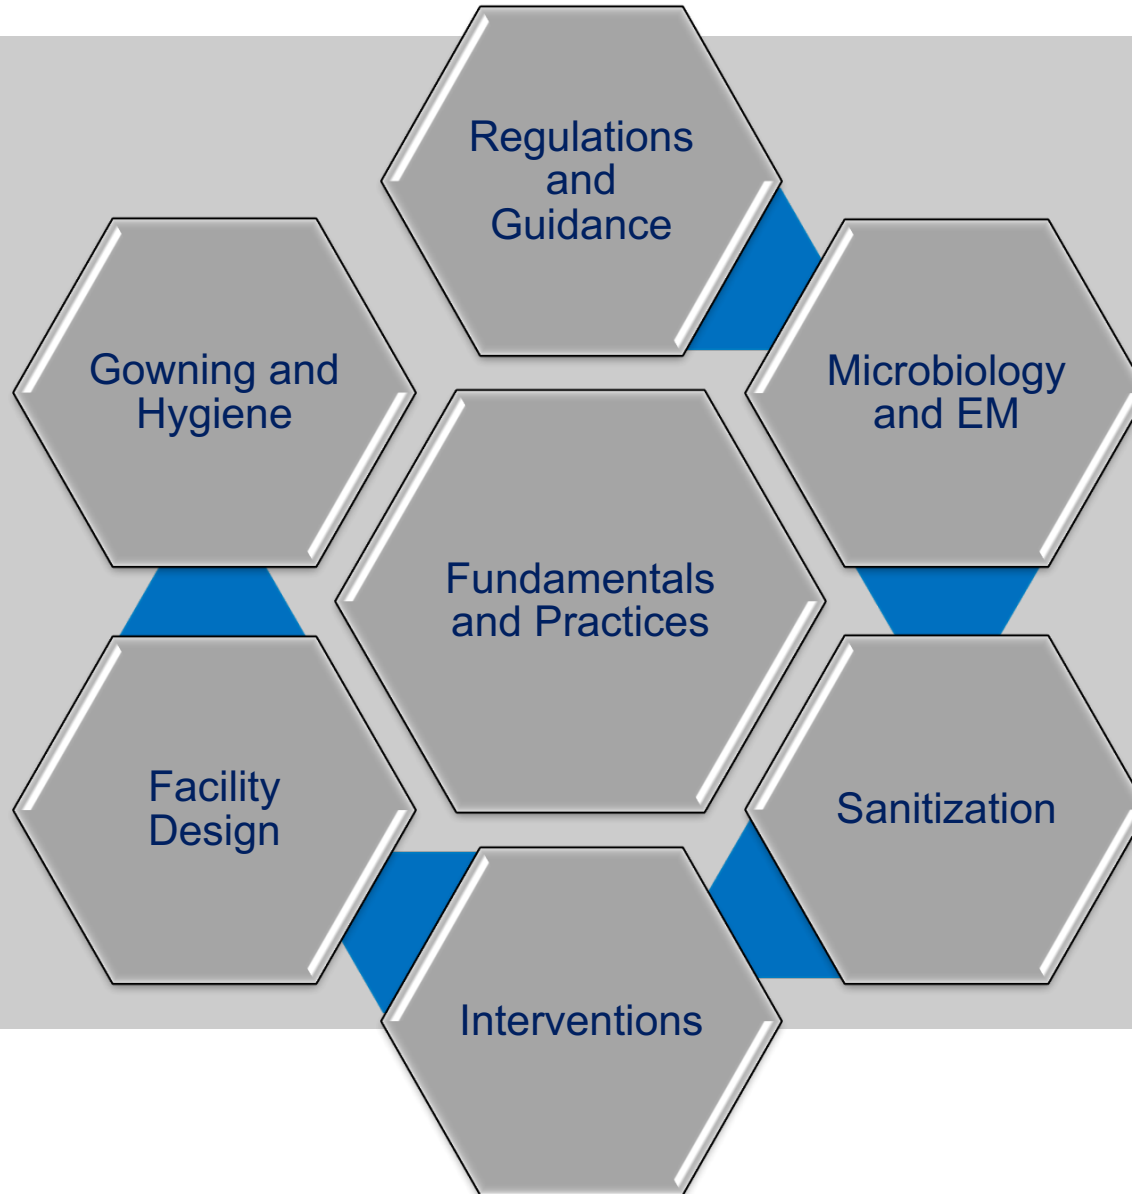 Regulations
and
Guidance
Gowning and
Hygiene
Microbiology
and EM
Fundamentals
and Practices
Facility
Design
Sanitization
Interventions